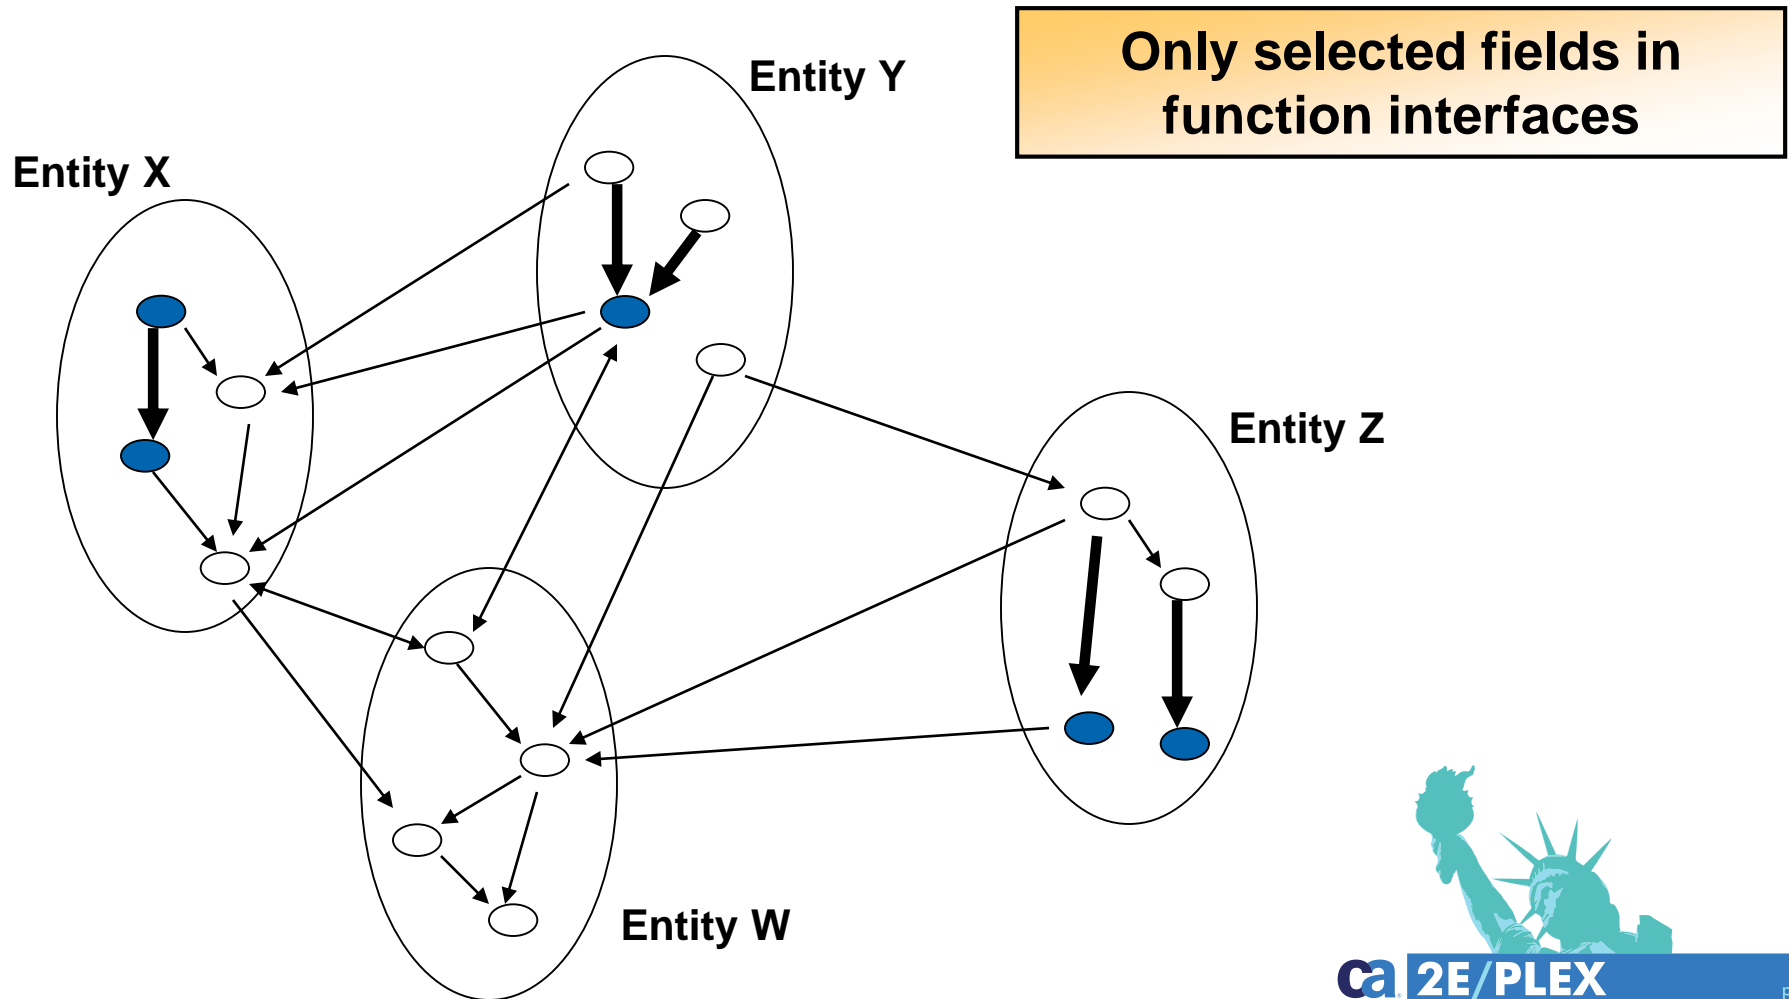 Only selected fields in
function interfaces
Entity Y
Entity X
Entity Z
Entity W
ca 2E/PLEX